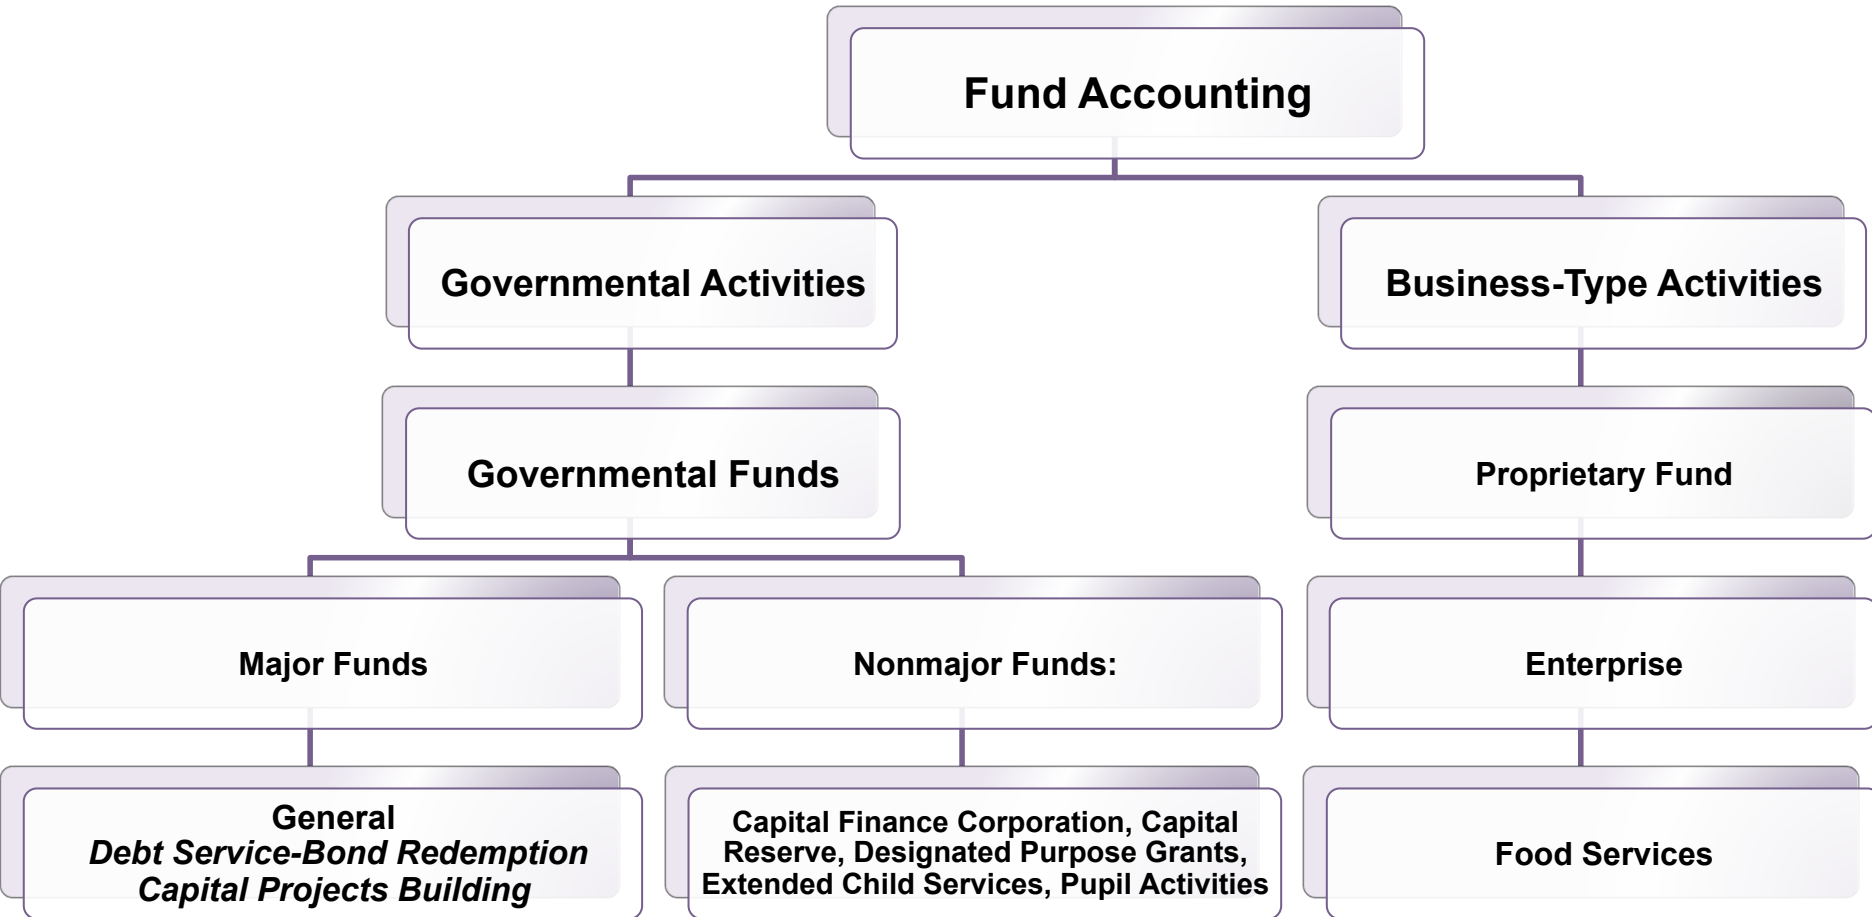 Fund Accounting
Governmental Activities
Business-Type Activities
Governmental Funds
Proprietary Fund
Major Funds
Nonmajor Funds:
Enterprise
General
Debt Service-Bond Redemption
Capital Projects Building
Capital Finance Corporation, Capital
Reserve, Designated Purpose Grants,
Extended Child Services, Pupil Activities
Food Services